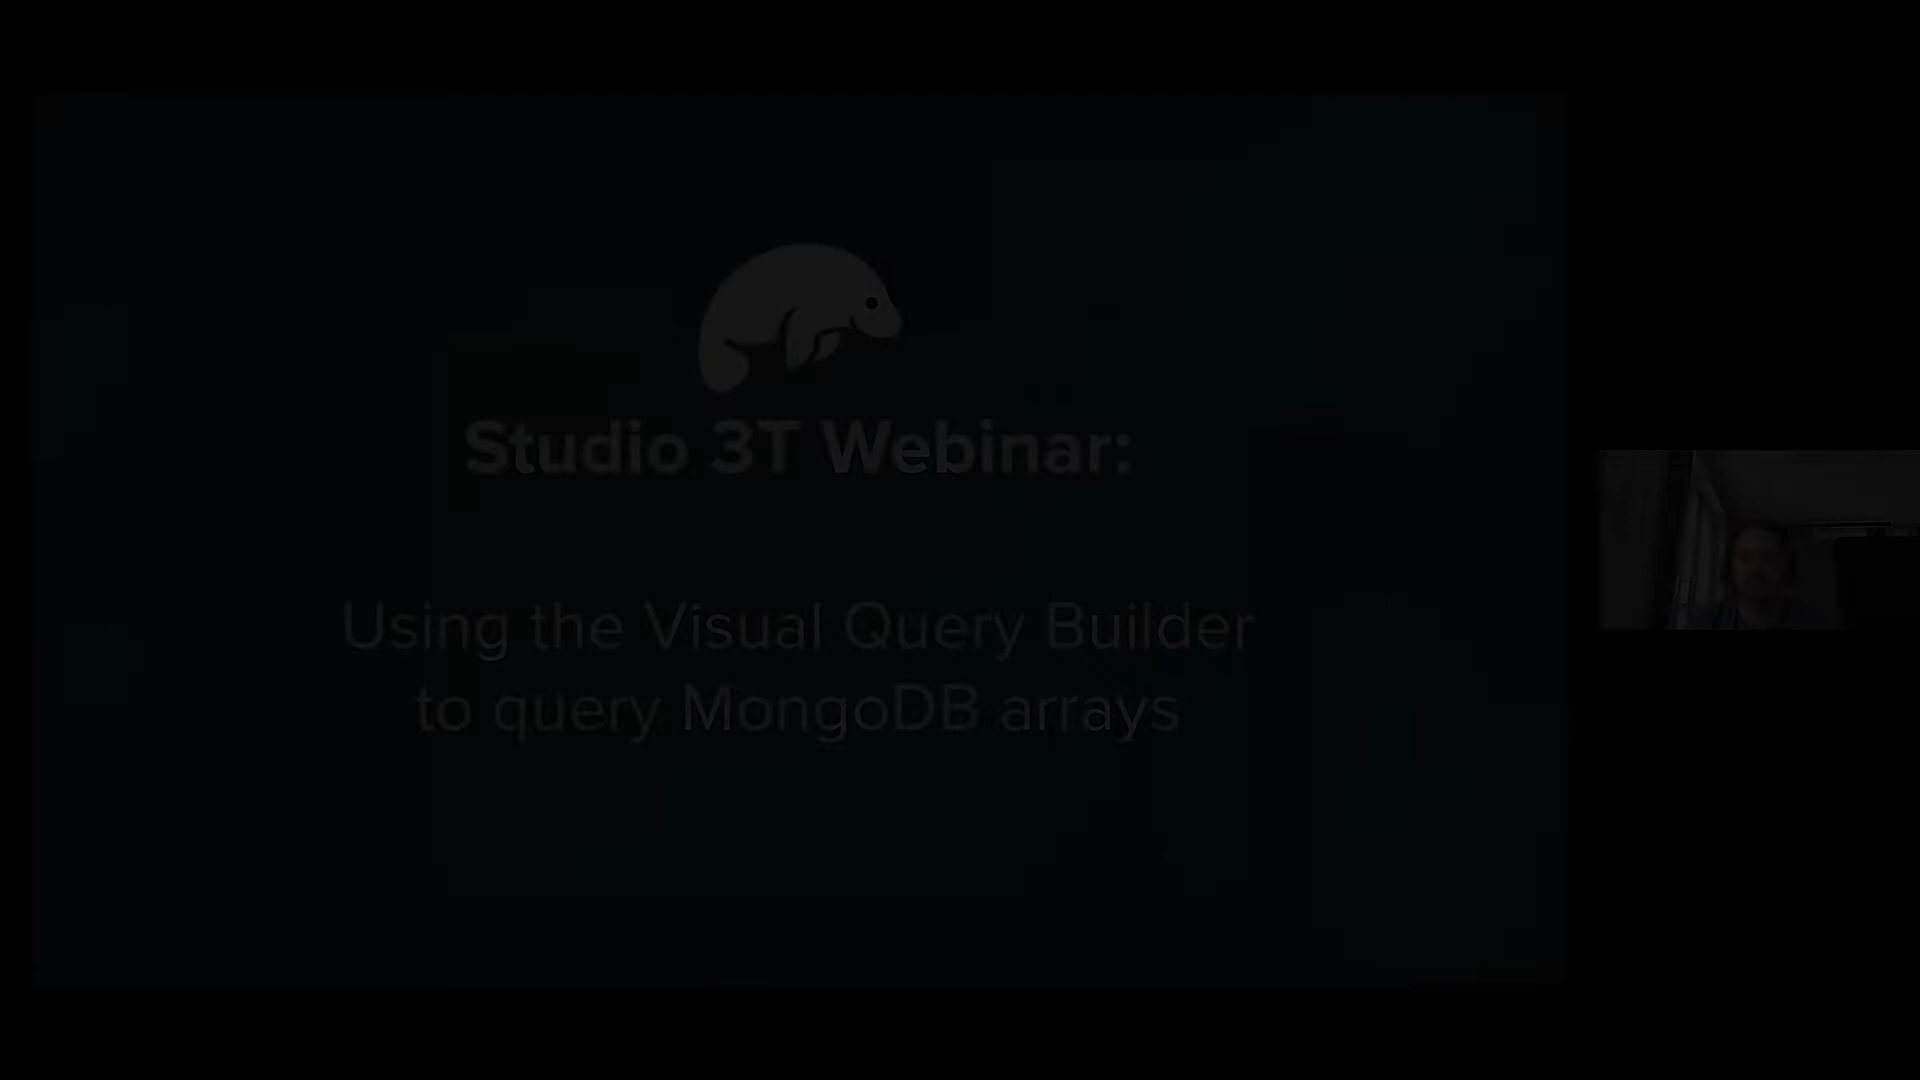 Studio 3T Webinar:
Using the Visual Query Builder
to query MongoDB arrays